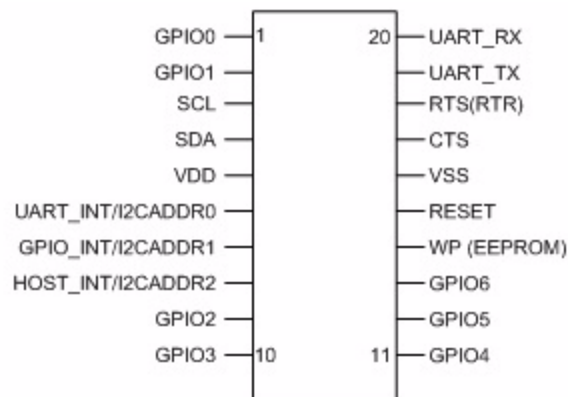 GPIO0 1 20 UART_RX
GPIO1 UART_TX
SCL RTS(RTR)
SDA CTS
VDD VSS
UART_INT/I2CADDR0 RESET
GPIO_INT/I2CADDR1 WP (EEPROM)
HOST_INT/I2CADDR2 GPIO6
GPIO2 GPIO5
GPIO3 10 11 GPIO4